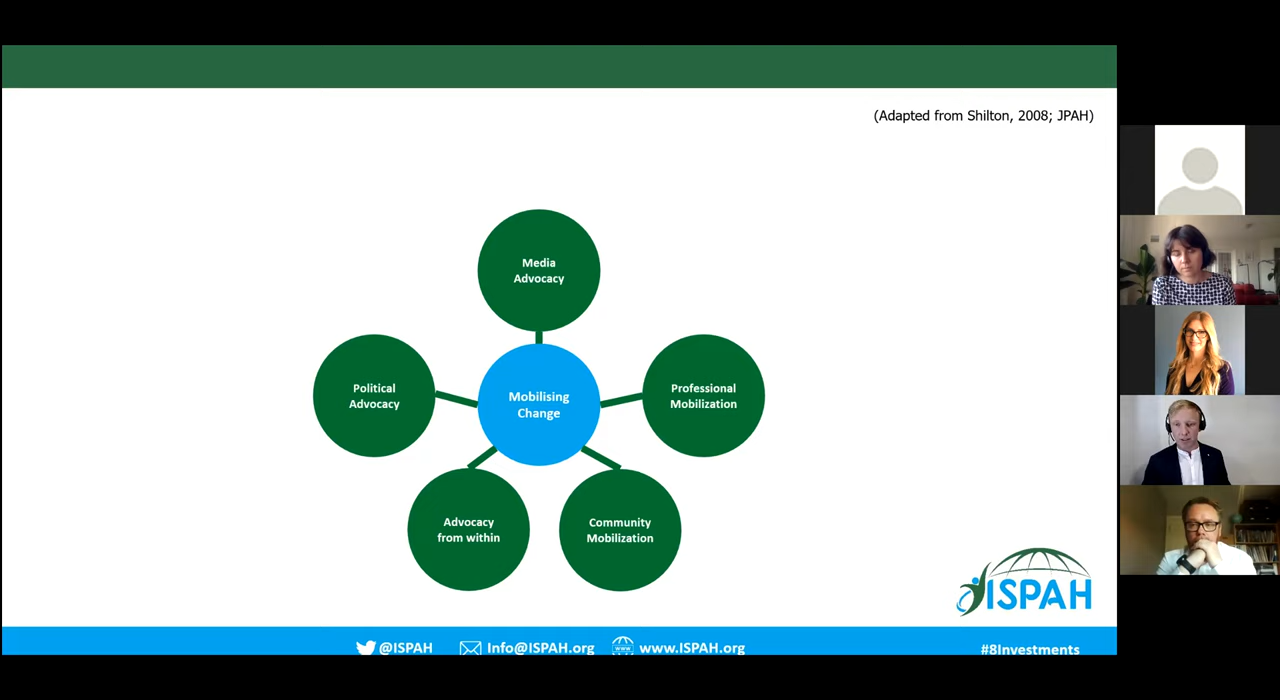 (Adapted from Shilton, 2008; JPAH)
Media
Advocacy
Political
Advocacy
Mobilising
Change
Professional
Mobilization
Advocacy
from within
Community
Mobilization
ISPAH
@ISPAH
Info@ISPAH.org
www
www.ISPAH.org
#8Investments